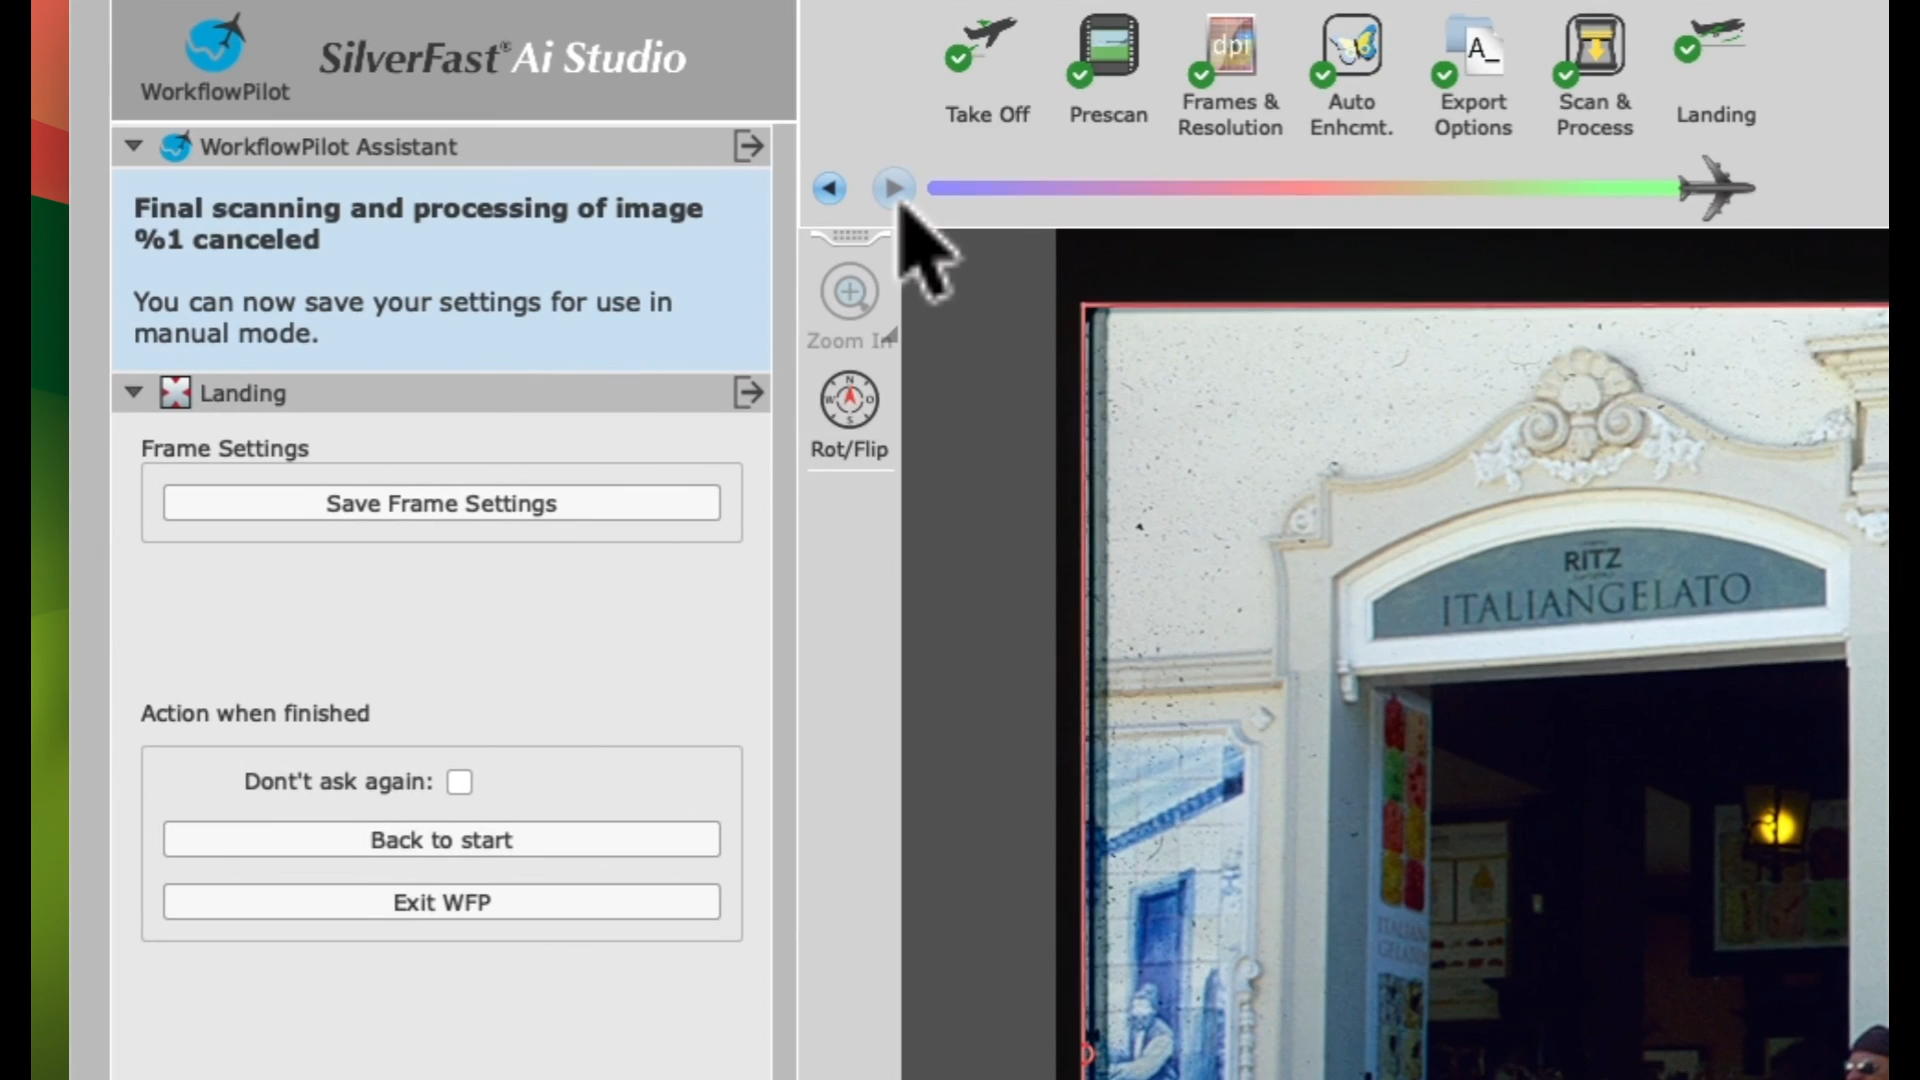 WorkflowPilot
SilverFast® Ai Studio
WorkflowPilot Assistant
Final scanning and processing of image
%1 canceled
You can now save your settings for use in
manual mode.
Landing
Frame Settings
Save Frame Settings
Action when finished
Dont't ask again:
Back to start
Exit WFP
Take Off
Prescan
dpi
Frames &
Resolution
Auto
Enhcmt.
A_
Export
Options
Scan &
Process
Landing
Zoom In
N
W O
S
Rot/Flip
RITZ
ITALIANGELATO
ITALIAN
GELATO